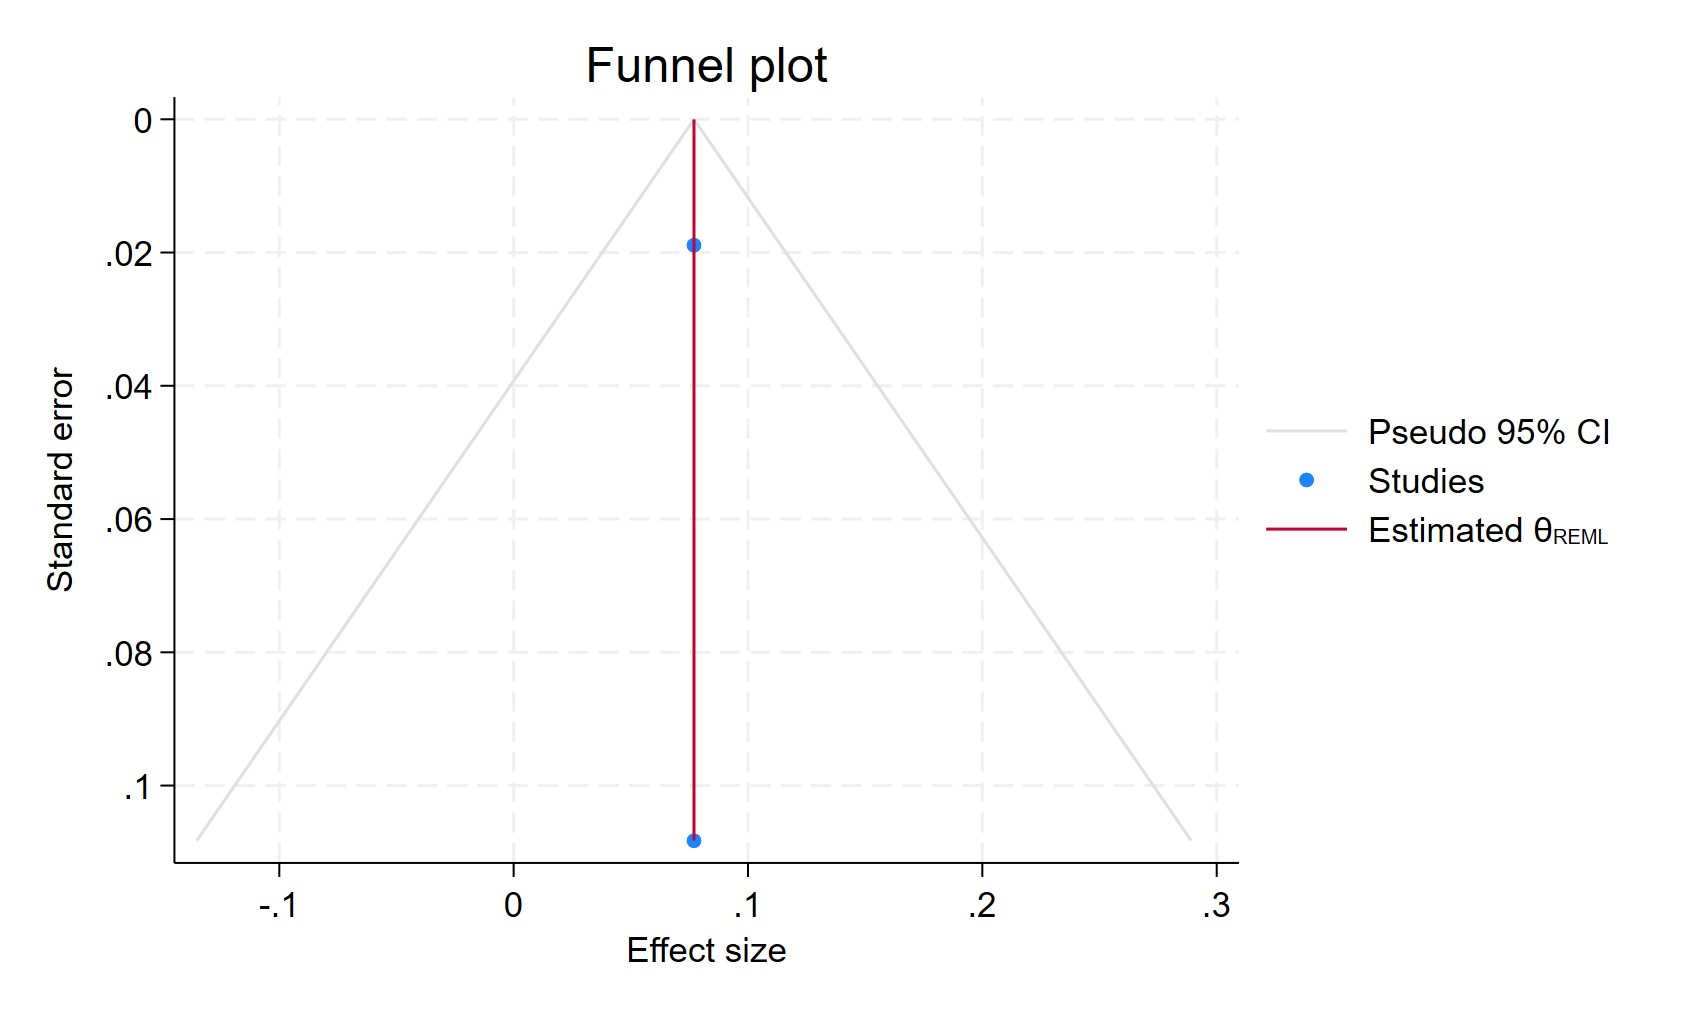 Funnel plot
0
.02
.04
.06
.08
.1
Standard error
-.1
0
.1
.2
.3
Effect size
Pseudo 95% CI
Studies
Estimated θREML